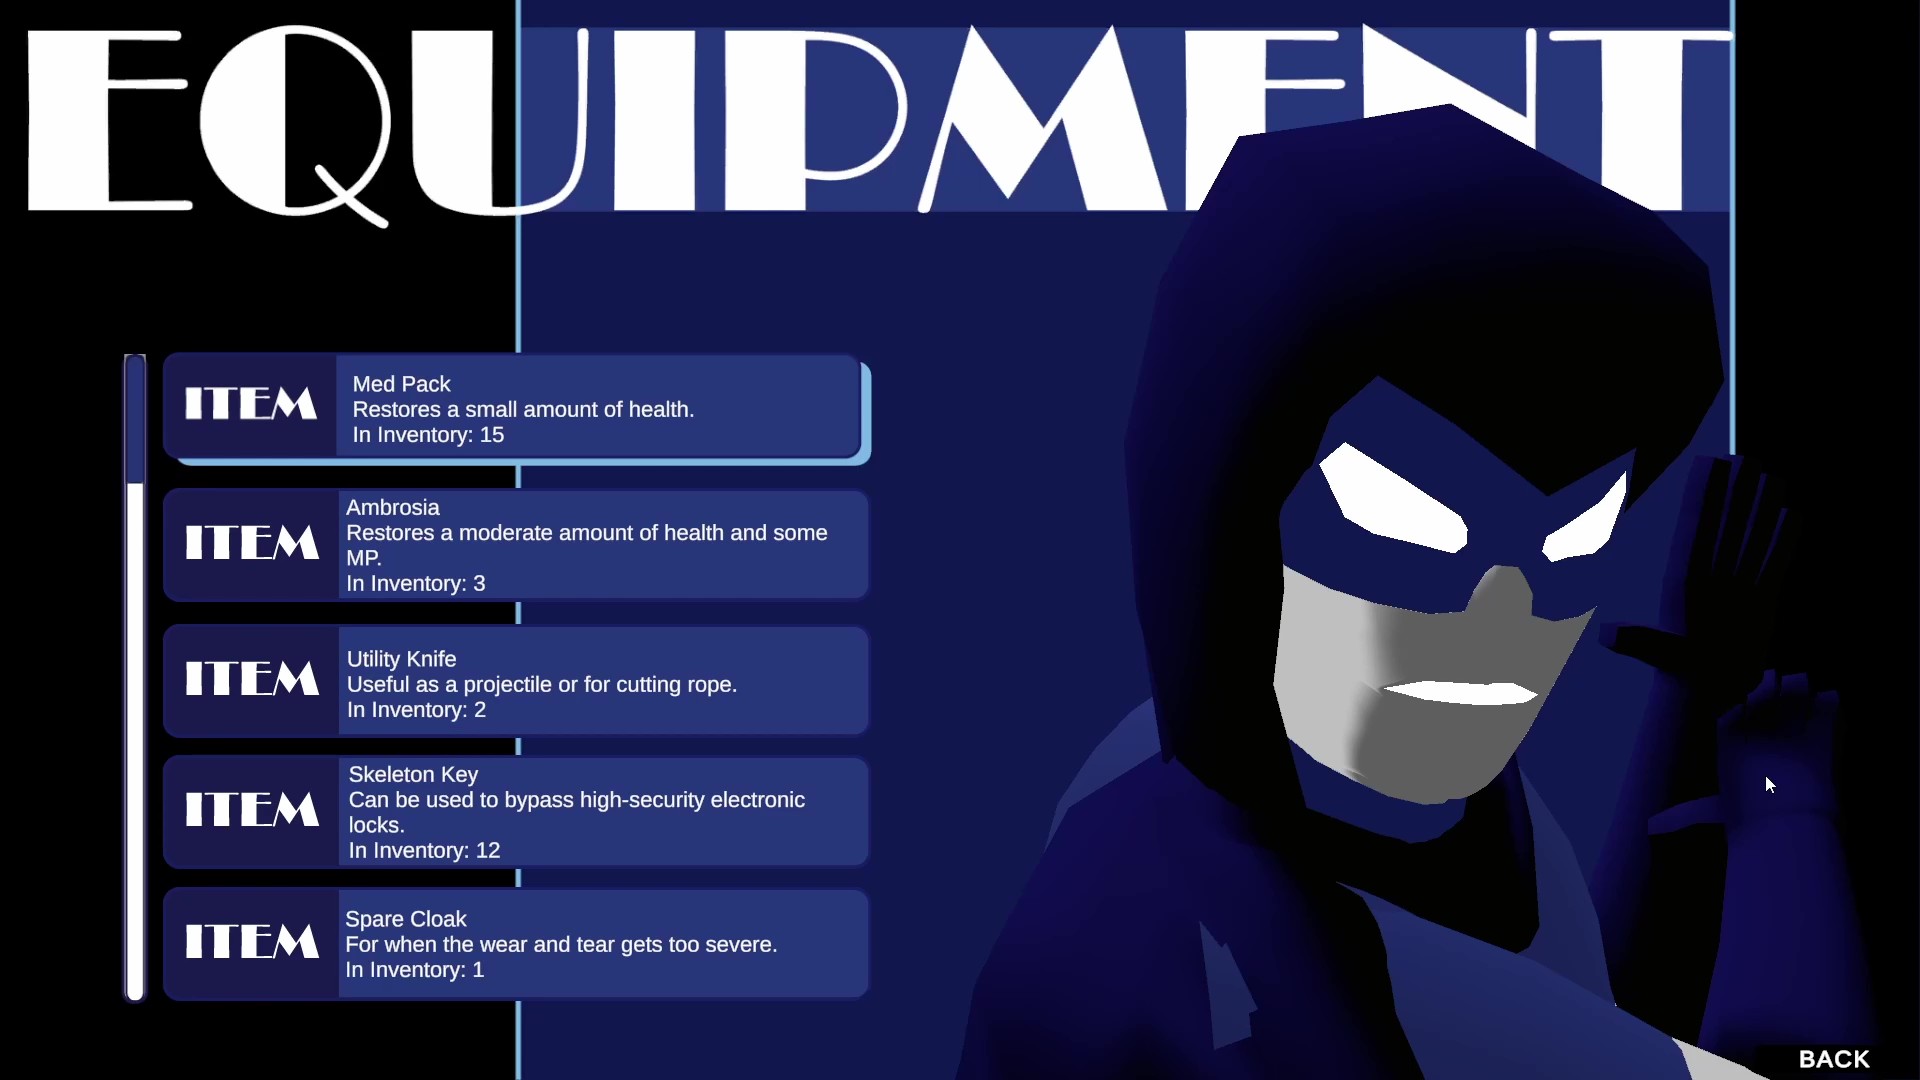 EQUIPMENT
ITEM
Med Pack
Restores a small amount of health.
In Inventory: 15
ITEM
Ambrosia
Restores a moderate amount of health and some
MP.
In Inventory: 3
ITEM
Utility Knife
Useful as a projectile or for cutting rope.
In Inventory: 2
ITEM
Skeleton Key
Can be used to bypass high-security electronic
locks.
In Inventory: 12
ITEM
Spare Cloak
For when the wear and tear gets too severe.
In Inventory: 1
BACK